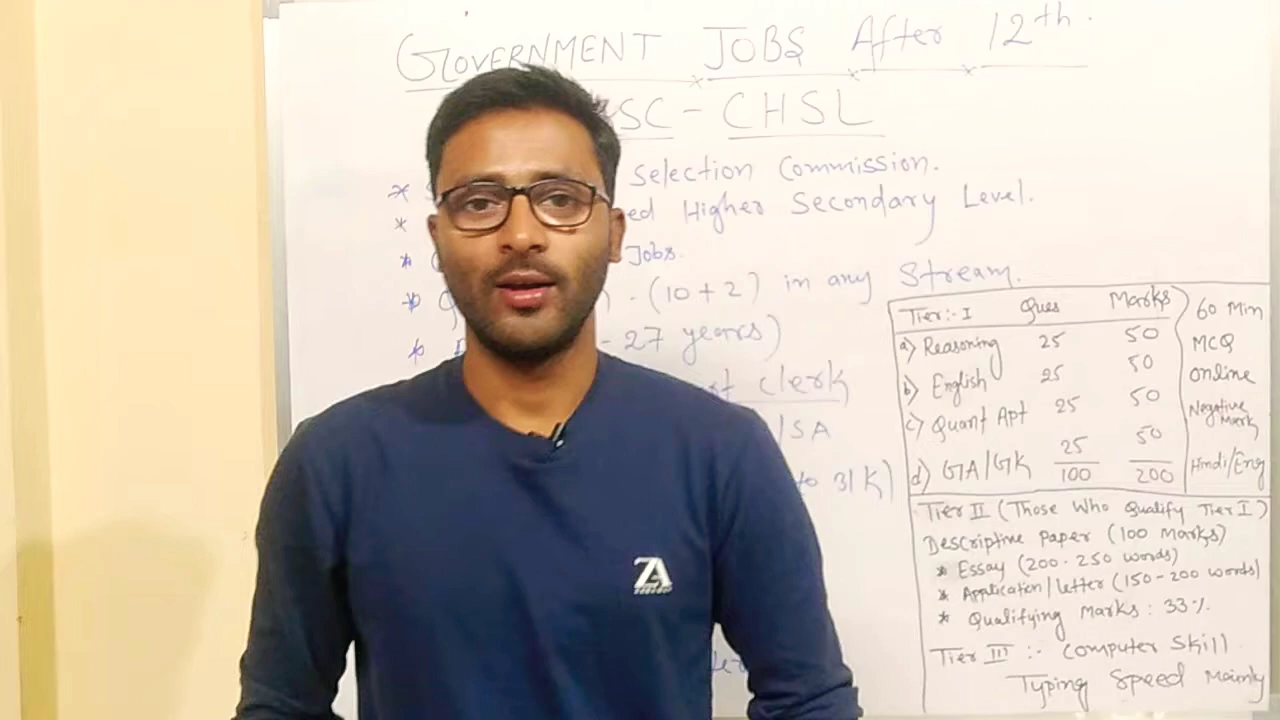 GOVERNMENT JOBS After 12th.
SC - CHSL
* S Selection Commission.
* ed Higher Secondary Level.
* Jobs.
* . (10+2) in any Stream.
* - 27 years)
clerk
/SA
to 31K)
Tier:- I Ques Marks
a) Reasoning 25 50
b) English 25 50
c) Quant Apt 25 50
d) GA/GK 25 50
100 200
60 Min
MCQ
online
Negative
Mark
Hindi/Eng
Tier II (Those Who Qualify Tier I)
Descriptive paper (100 Marks)
* Essay (200-250 words)
* Application/letter (150-200 words)
* Qualifying Marks : 33%.
Tier III :- Computer Skill
Typing Speed Mainly
ZA